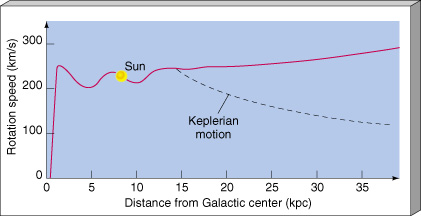 300
200
100
0
Rotation speed (km/s)
Sun
Keplerian
motion
0 5 10 15 20 25 30 35
Distance from Galactic center (kpc)